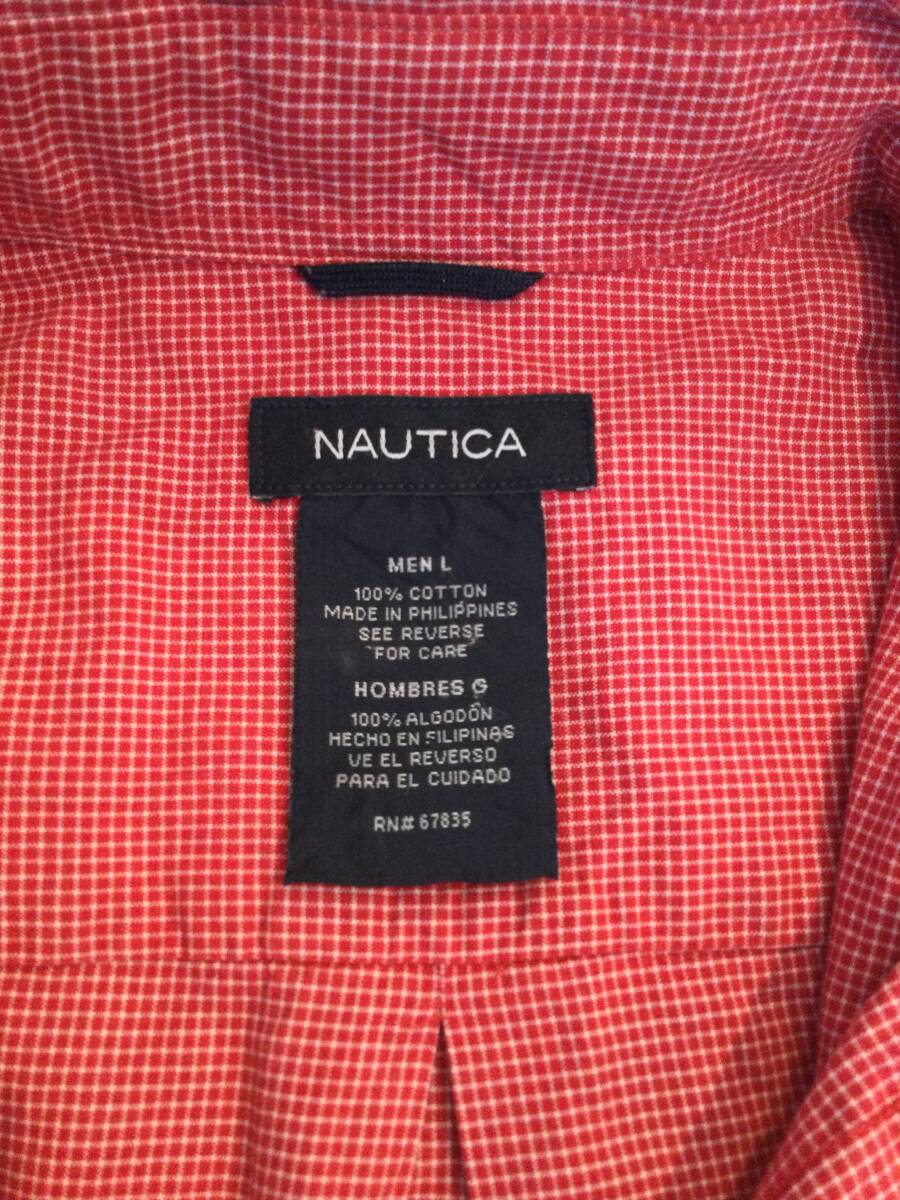 NAUTICA
MEN L
100% COTTON
MADE IN PHILIPPINES
SEE REVERSE
FOR CARE
HOMBRES G
100% ALGODÓN
HECHO EN FILIPINAS
VE EL REVERSO
PARA EL CUIDADO
RN# 67835